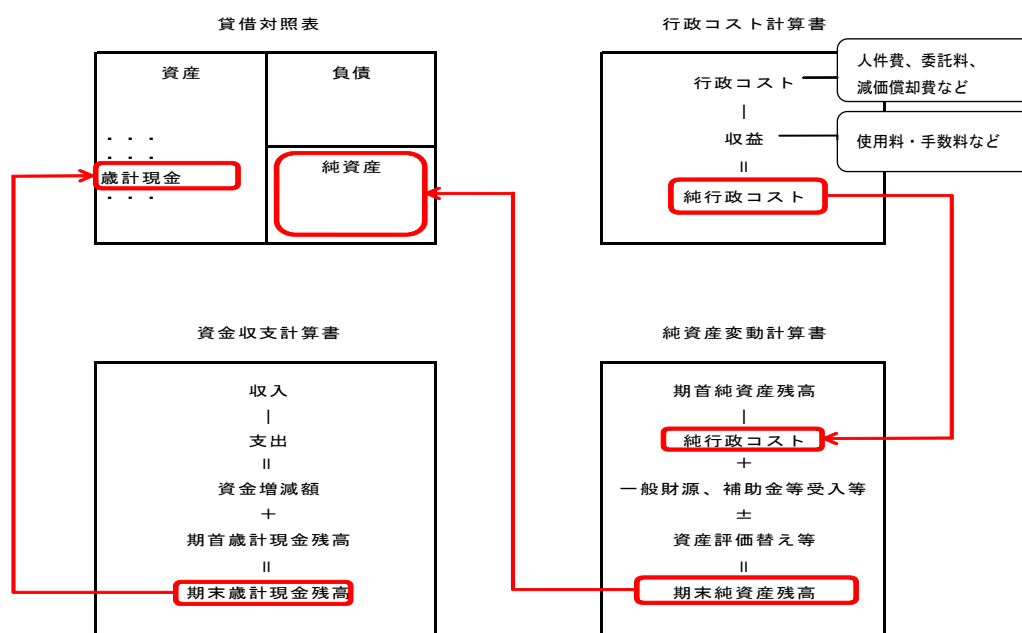 貸借対照表
資産
負債
・・・
・・・
歳計現金
・・・
純資産
行政コスト計算書
行政コスト
人件費、委託料、
減価償却費など
－
収益
使用料・手数料など
＝
純行政コスト
資金収支計算書
収入
－
支出
＝
資金増減額
＋
期首歳計現金残高
＝
期末歳計現金残高
純資産変動計算書
期首純資産残高
－
純行政コスト
＋
一般財源、補助金等受入等
±
資産評価替え等
＝
期末純資産残高